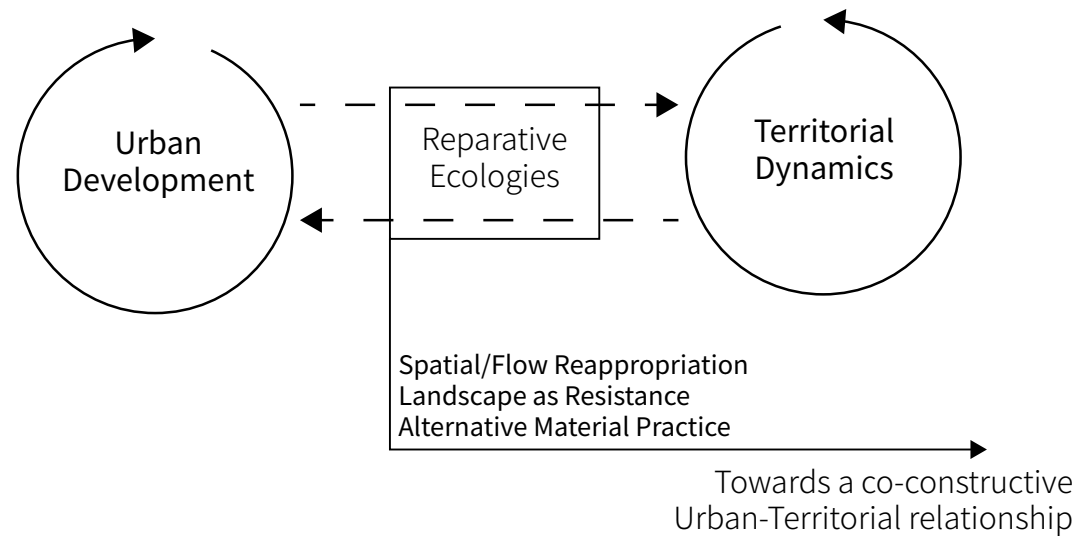 Urban
Development
Reparative
Ecologies
Territorial
Dynamics
Spatial/Flow Reappropriation
Landscape as Resistance
Alternative Material Practice
Towards a co-constructive
Urban-Territorial relationship